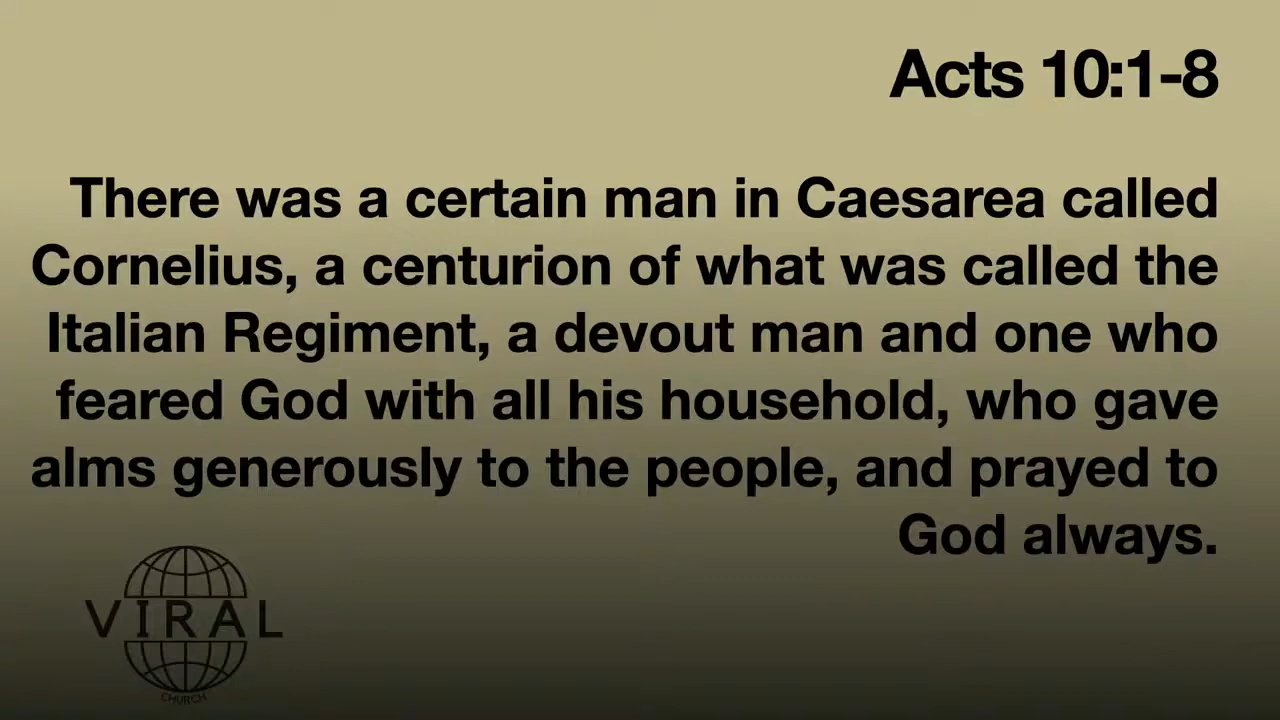 Acts 10:1-8
There was a certain man in Caesarea called
Cornelius, a centurion of what was called the
Italian Regiment, a devout man and one who
feared God with all his household, who gave
alms generously to the people, and prayed to
God always.
VIRAL
CHURCH